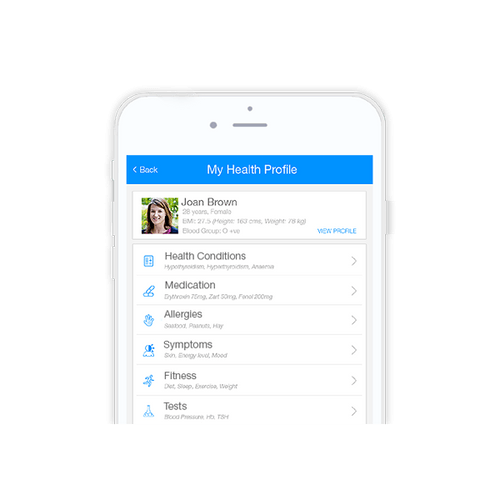 Back
My Health Profile
Joan Brown
28 years, Female
BMI: 27.5 (Height: 163 cms, Weight: 78 kg)
Blood Group: O +ve
VIEW PROFILE
Health Conditions
Hypothyroidism, Hyperthyroidism, Anaemia
Medication
Erythroxin 75mg, Zart 50mg, Fenol 200mg
Allergies
Seafood, Peanuts, Hay
Symptoms
Skin, Energy level, Mood
Fitness
Diet, Sleep, Exercise, Weight
Tests
Blood Pressure, Hb, TSH